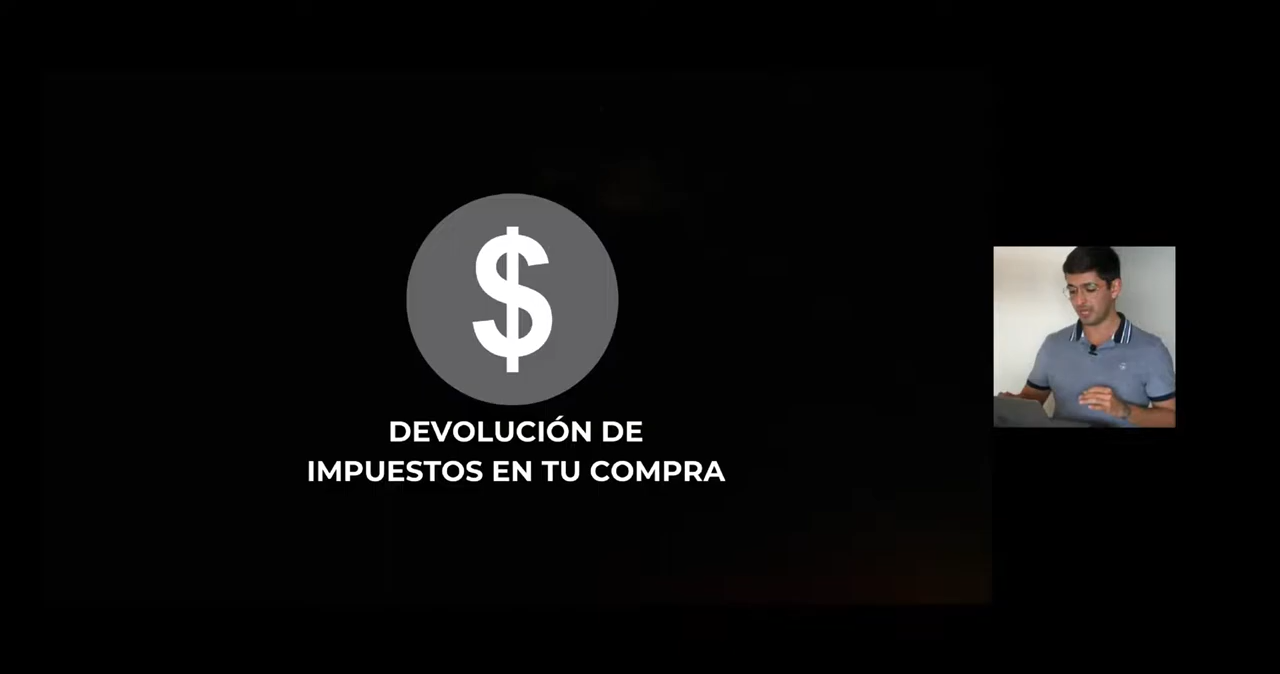 $
DEVOLUCIÓN DE
IMPUESTOS EN TU COMPRA